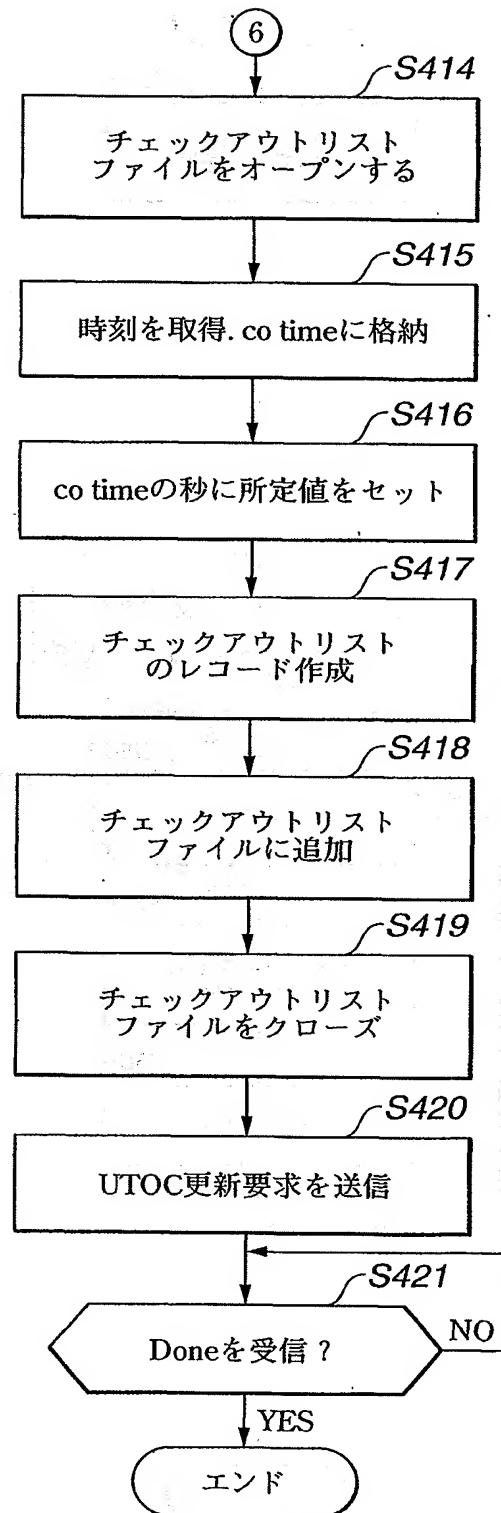 6
S414
チェックアウトリスト
ファイルをオープンする
S415
時刻を取得. co timeに格納
S416
co timeの秒に所定値をセット
S417
チェックアウトリスト
のレコード作成
S418
チェックアウトリスト
ファイルに追加
S419
チェックアウトリスト
ファイルをクローズ
S420
UTOC更新要求を送信
S421
Doneを受信？
NO
YES
エンド